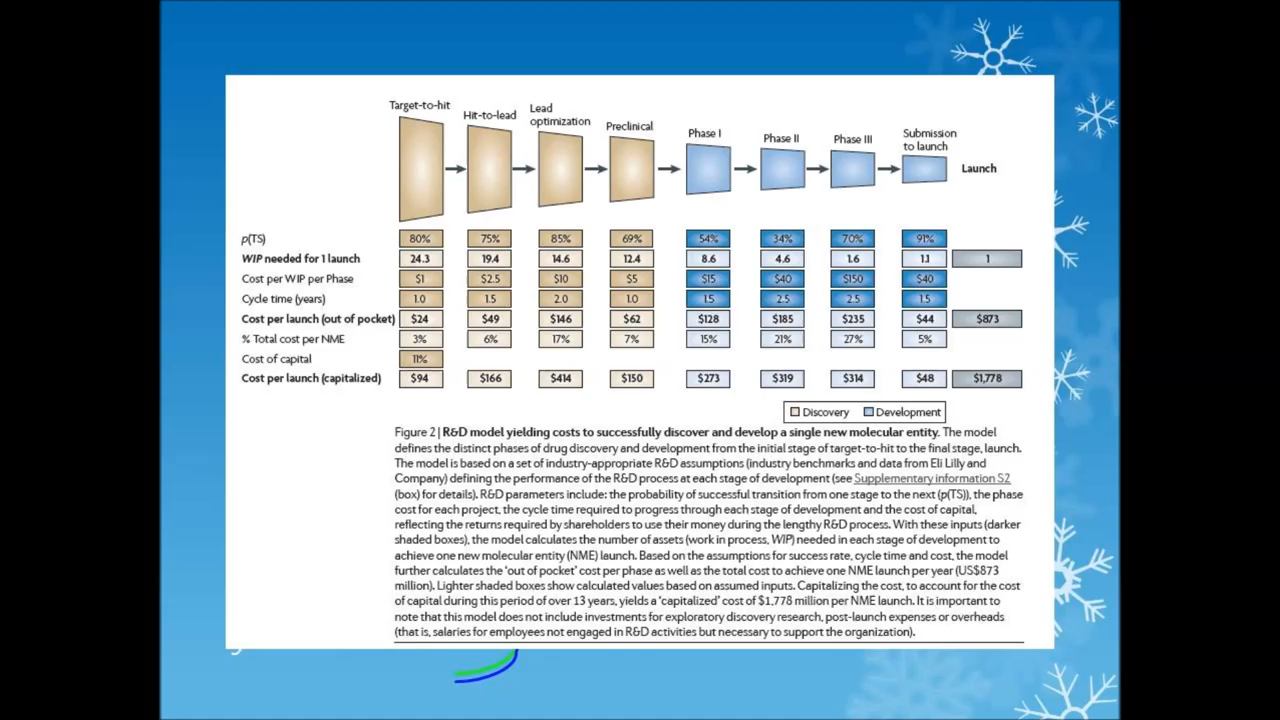 Target-to-hit
Hit-to-lead
Lead
optimization
Preclinical
Phase I
Phase II
Phase III
Submission
to launch
Launch
p(TS) 80% 75% 85% 69% 54% 34% 70% 91%
WIP needed for 1 launch 24.3 19.4 14.6 12.4 8.6 4.6 1.6 1.1 1
Cost per WIP per Phase $1 $2.5 $10 $5 $15 $40 $150 $40
Cycle time (years) 1.0 1.5 2.0 1.0 1.5 2.5 2.5 1.5
Cost per launch (out of pocket) $24 $49 $146 $62 $128 $185 $235 $44 $873
% Total cost per NME 3% 6% 17% 7% 15% 21% 27% 5%
Cost of capital 11%
Cost per launch (capitalized) $94 $166 $414 $150 $273 $319 $314 $48 $1,778
Discovery Development
Figure 2 | R&D model yielding costs to successfully discover and develop a single new molecular entity. The model
defines the distinct phases of drug discovery and development from the initial stage of target-to-hit to the final stage, launch.
The model is based on a set of industry-appropriate R&D assumptions (industry benchmarks and data from Eli Lilly and
Company) defining the performance of the R&D process at each stage of development (see Supplementary information S2
(box) for details). R&D parameters include: the probability of successful transition from one stage to the next (p(TS)), the phase
cost for each project, the cycle time required to progress through each stage of development and the cost of capital,
reflecting the returns required by shareholders to use their money during the lengthy R&D process. With these inputs (darker
shaded boxes), the model calculates the number of assets (work in process, WIP) needed in each stage of development to
achieve one new molecular entity (NME) launch. Based on the assumptions for success rate, cycle time and cost, the model
further calculates the 'out of pocket' cost per phase as well as the total cost to achieve one NME launch per year (US$873
million). Lighter shaded boxes show calculated values based on assumed inputs. Capitalizing the cost, to account for the cost
of capital during this period of over 13 years, yields a 'capitalized' cost of $1,778 million per NME launch. It is important to
note that this model does not include investments for exploratory discovery research, post-launch expenses or overheads
(that is, salaries for employees not engaged in R&D activities but necessary to support the organization).